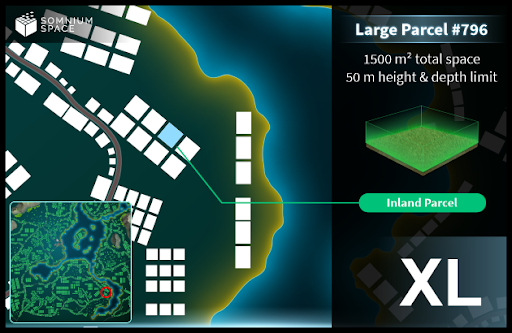 SOMNIUM
SPACE
Large Parcel #796
1500 m² total space
50 m height & depth limit
Inland Parcel
XL